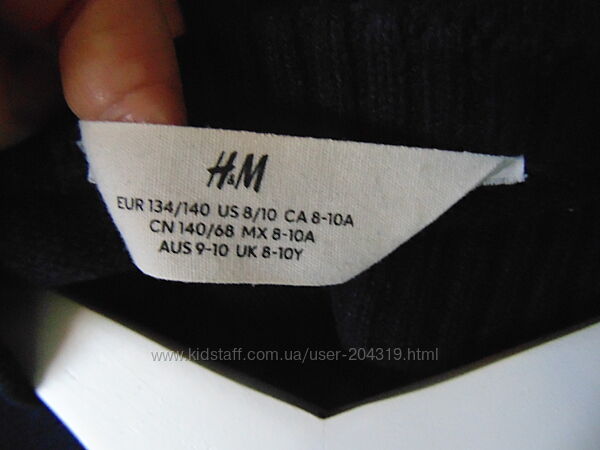 H&M
EUR 134/140 US 8/10 CA 8-10A
CN 140/68 MX 8-10A
AUS 9-10 UK 8-10Y
www.kidstaff.com.ua/user-204319.html